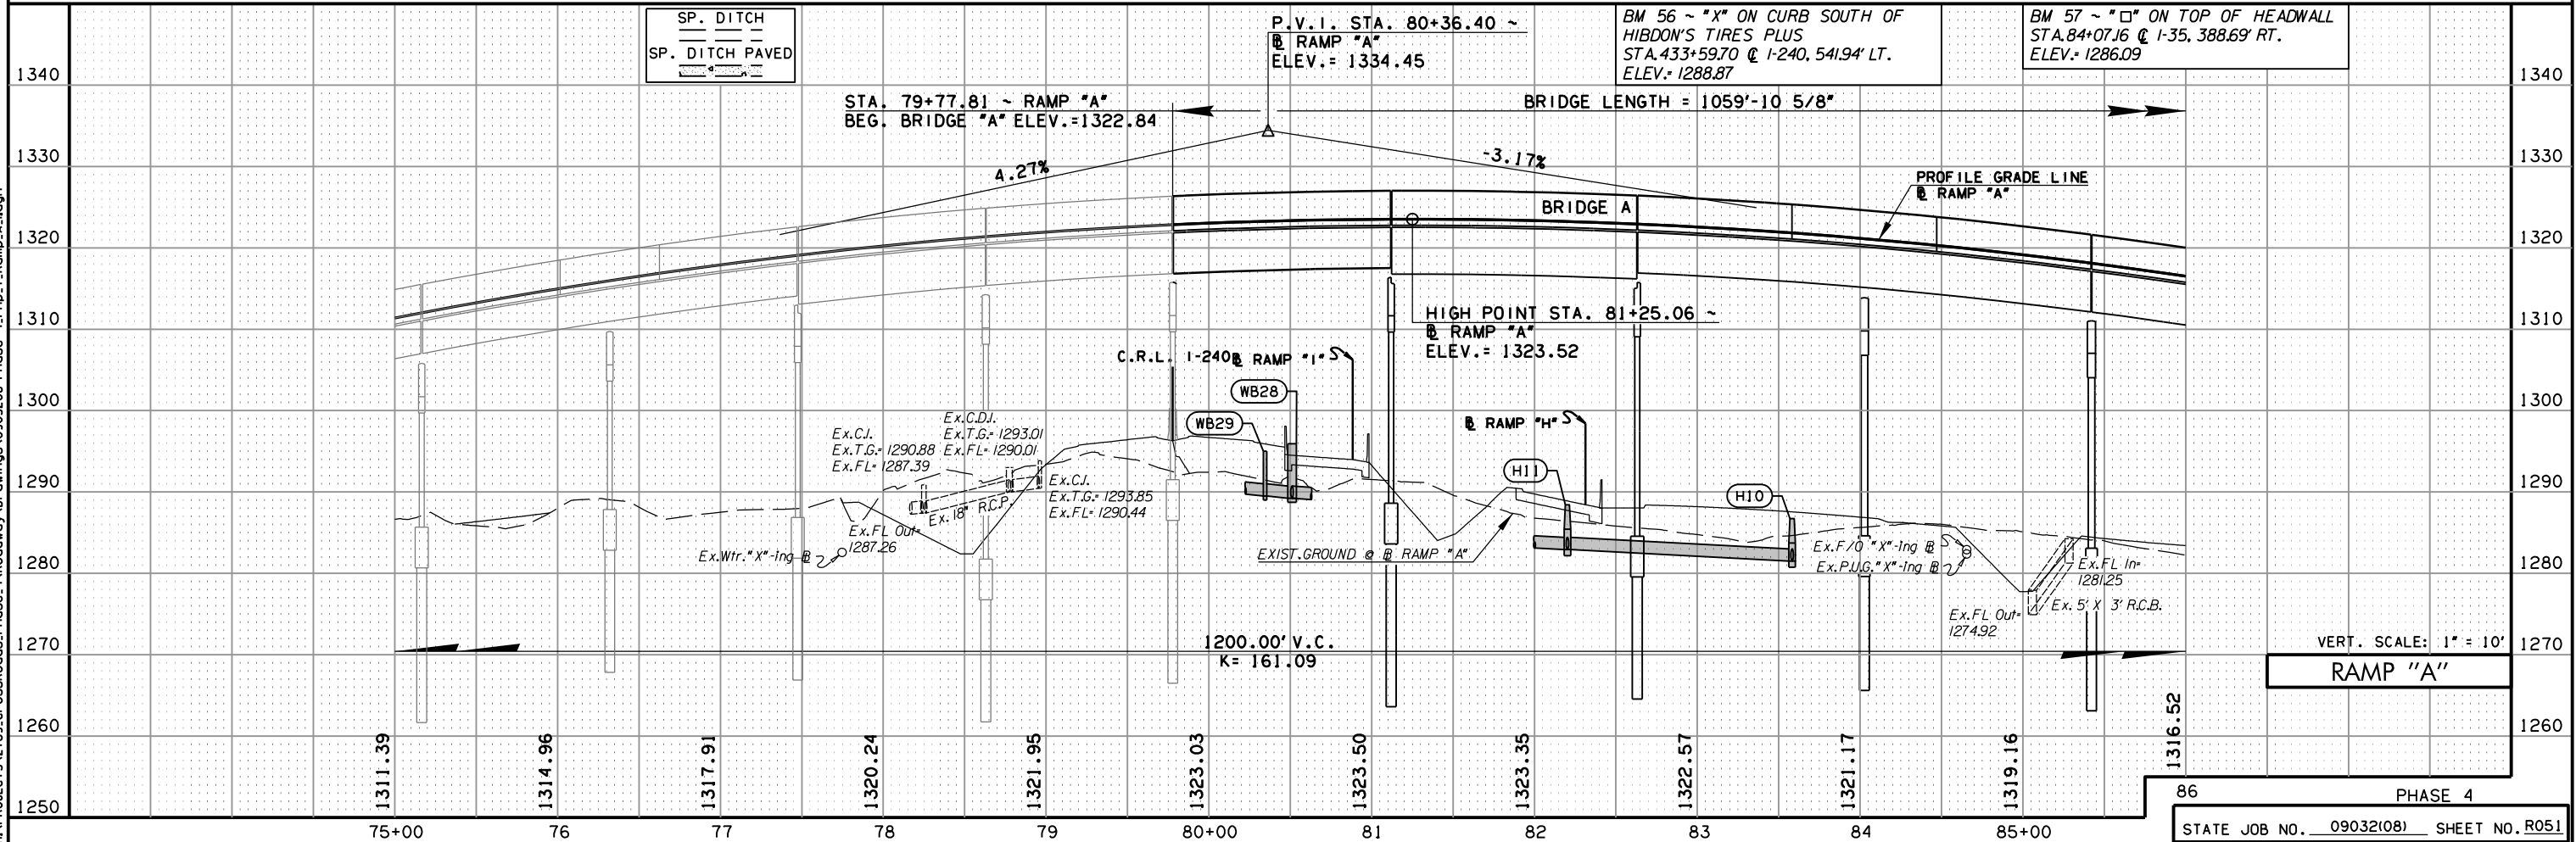 SP. DITCH
SP. DITCH PAVED
P.V.I. STA. 80+36.40 ~
℄ RAMP "A"
ELEV.= 1334.45
BM 56 ~ "X" ON CURB SOUTH OF
HIBDON'S TIRES PLUS
STA.433+59.70 ℄ I-240, 541.94' LT.
ELEV.= 1288.87
BM 57 ~ "□" ON TOP OF HEADWALL
STA.84+07.16 ℄ I-35, 388.69' RT.
ELEV.= 1286.09
STA. 79+77.81 ~ RAMP "A"
BEG. BRIDGE "A" ELEV.=1322.84
BRIDGE LENGTH = 1059'-10 5/8"
4.27%
-3.17%
PROFILE GRADE LINE
℄ RAMP "A"
BRIDGE A
HIGH POINT STA. 81+25.06 ~
℄ RAMP "A"
ELEV.= 1323.52
C.R.L. I-240
℄ RAMP "I"
WB28
WB29
℄ RAMP "H"
H11
H10
Ex.C.I.
Ex.T.G.= 1290.88
Ex.FL= 1287.39
Ex.C.D.I.
Ex.T.G.= 1293.01
Ex.FL= 1290.01
Ex.C.I.
Ex.T.G.= 1293.85
Ex.FL= 1290.44
Ex. 18" R.C.P.
Ex.FL Out=
1287.26
Ex.Wtr."X"-ing ℄
EXIST.GROUND @ ℄ RAMP "A"
Ex.F/O "X"-ing ℄
Ex.P.U.G."X"-ing ℄
Ex.FL In=
1281.25
Ex. 5' X 3' R.C.B.
Ex.FL Out=
1274.92
1200.00' V.C.
K= 161.09
VERT. SCALE: 1" = 10'
RAMP "A"
1340
1330
1320
1310
1300
1290
1280
1270
1260
1250
1340
1330
1320
1310
1300
1290
1280
1270
1260
1311.39
1314.96
1317.91
1320.24
1321.95
1323.03
1323.50
1323.35
1322.57
1321.17
1319.16
1316.52
75+00
76
77
78
79
80+00
81
82
83
84
85+00
86
PHASE 4
STATE JOB NO. 09032(08) SHEET NO. R051